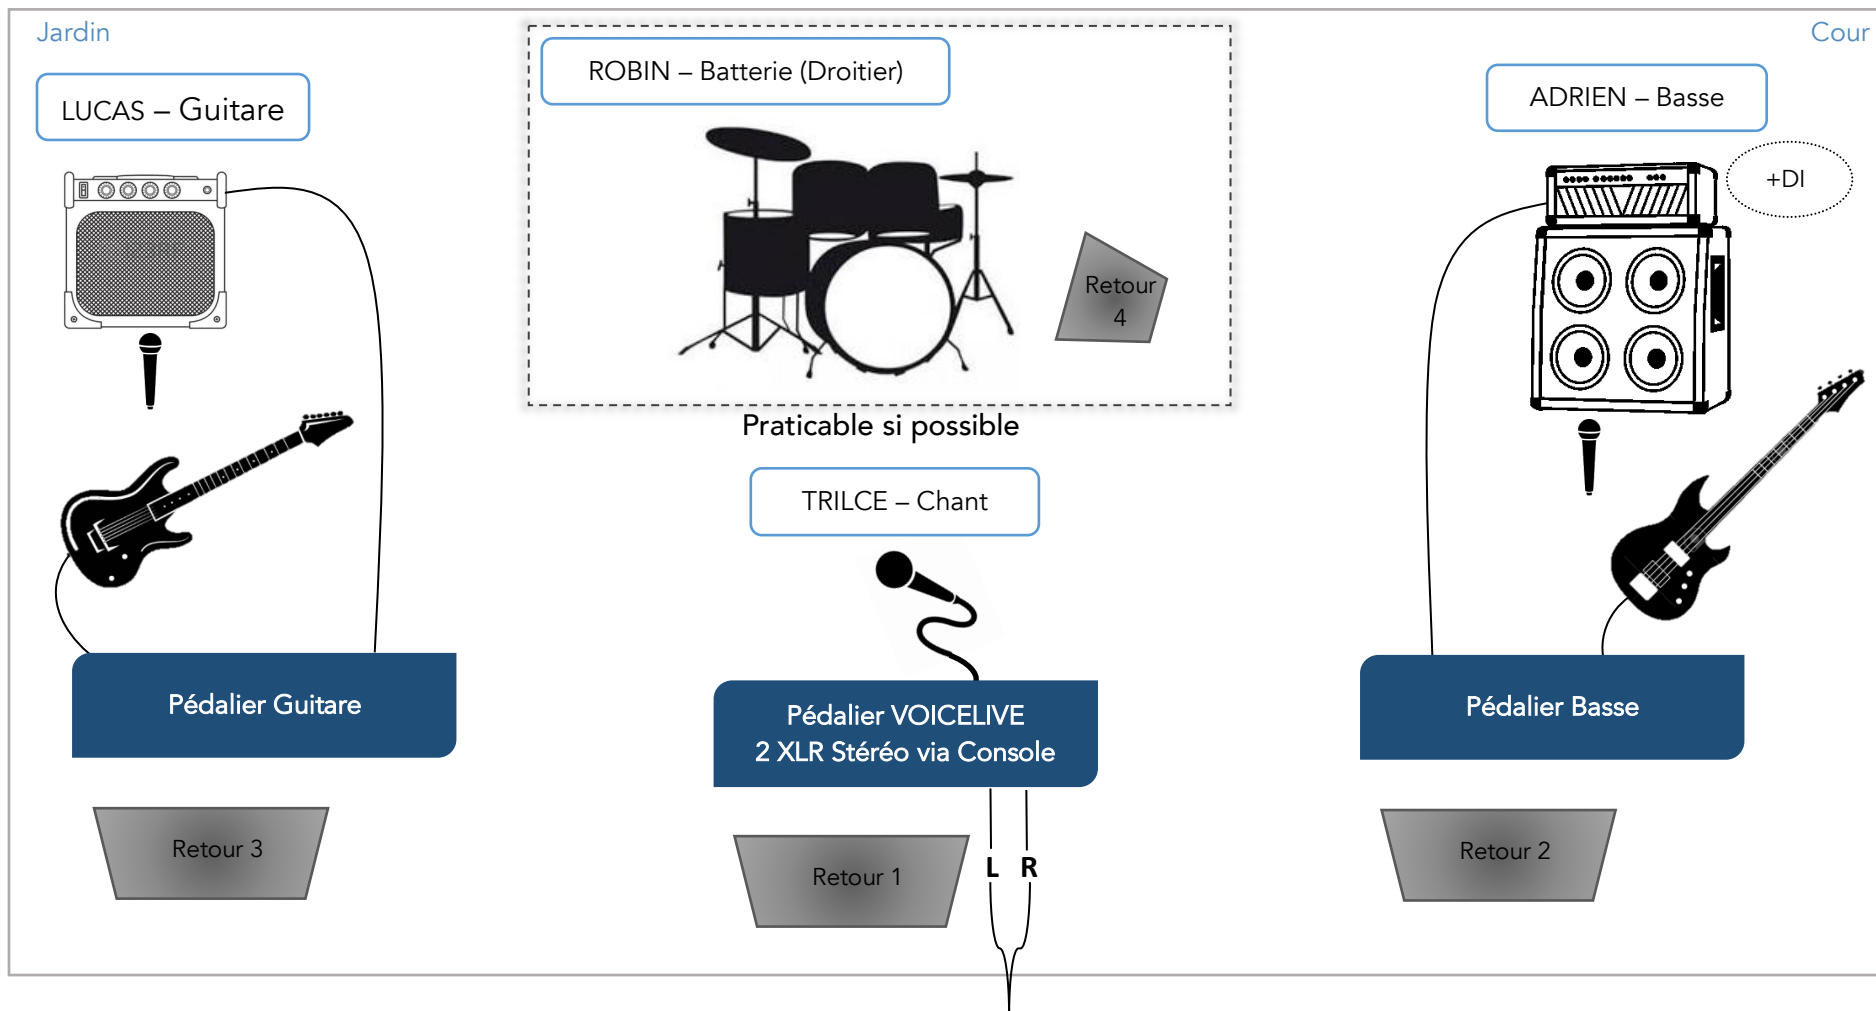 Jardin
Cour
ROBIN – Batterie (Droitier)
LUCAS – Guitare
ADRIEN – Basse
+DI
Retour
4
Praticable si possible
TRILCE – Chant
Pédalier Guitare
Pédalier VOICELIVE
2 XLR Stéréo via Console
Pédalier Basse
Retour 3
Retour 1
L R
Retour 2